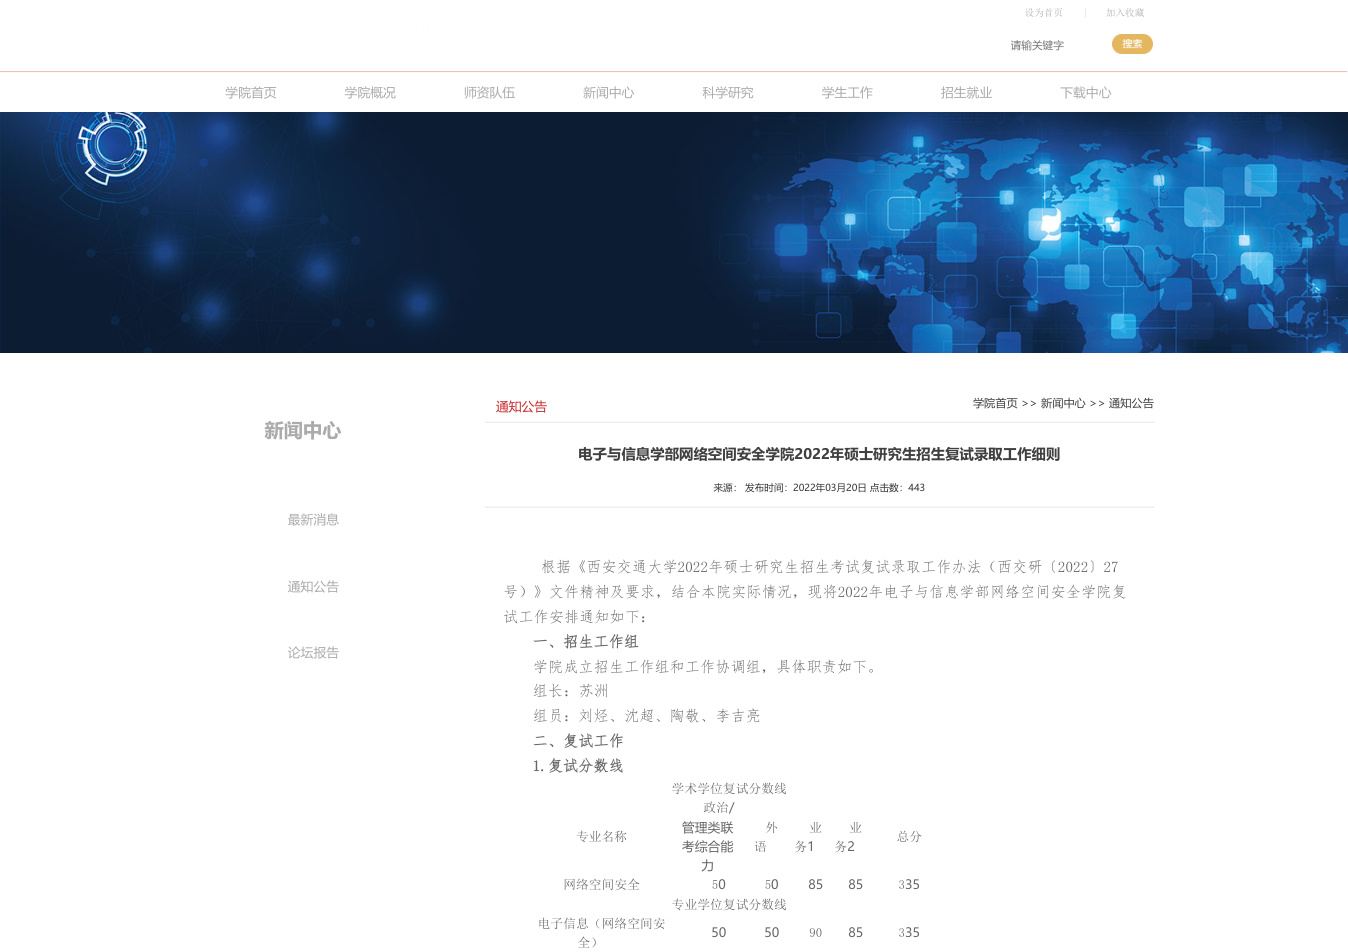 设为首页 | 加入收藏
请输关键字 搜索
学院首页 学院概况 师资队伍 新闻中心 科学研究 学生工作 招生就业 下载中心
通知公告
学院首页 >> 新闻中心 >> 通知公告
新闻中心
最新消息
通知公告
论坛报告
电子与信息学部网络空间安全学院2022年硕士研究生招生复试录取工作细则
来源: 发布时间：2022年03月20日 点击数：443
根据《西安交通大学2022年硕士研究生招生考试复试录取工作办法（西交研〔2022〕27
号）》文件精神及要求，结合本院实际情况，现将2022年电子与信息学部网络空间安全学院复
试工作安排通知如下：
一、招生工作组
学院成立招生工作组和工作协调组，具体职责如下。
组长：苏洲
组员：刘烃、沈超、陶敬、李吉亮
二、复试工作
1.复试分数线
学术学位复试分数线
专业名称 政治/
管理类联
考综合能
力
外
语
业
务1
业
务2
总分
网络空间安全 50 50 85 85 335
专业学位复试分数线
电子信息（网络空间安
全） 50 50 90 85 335